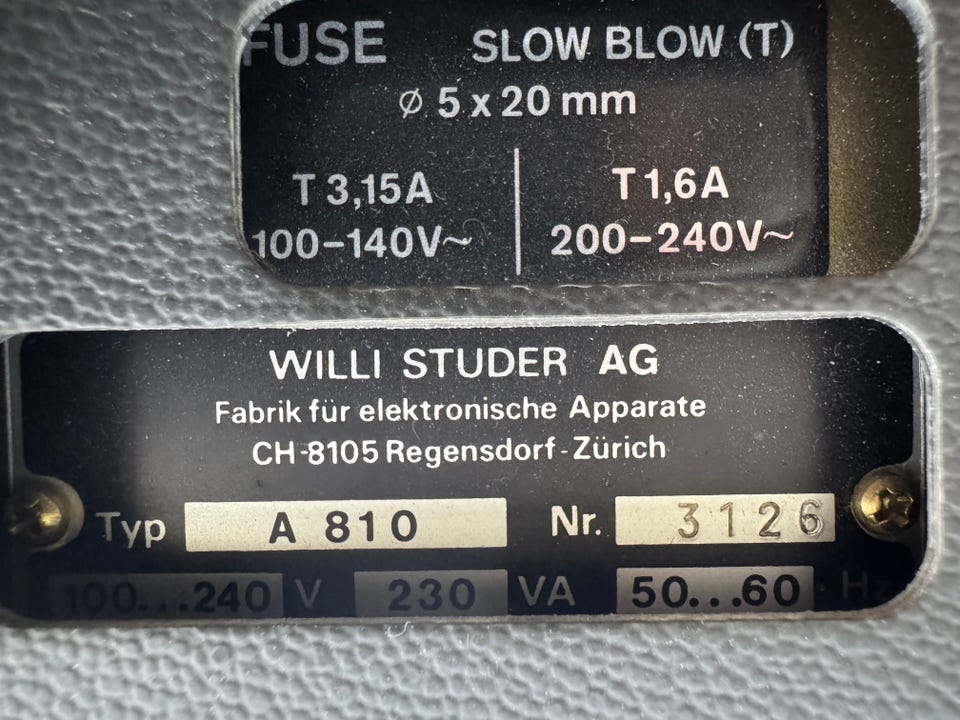 FUSE SLOW BLOW (T)
⌀ 5 x 20 mm
T 3,15A T 1,6A
100-140V~ 200-240V~
WILLI STUDER AG
Fabrik für elektronische Apparate
CH-8105 Regensdorf-Zürich
Typ A 810 Nr. 3126
100...240 V 230 VA 50...60 Hz